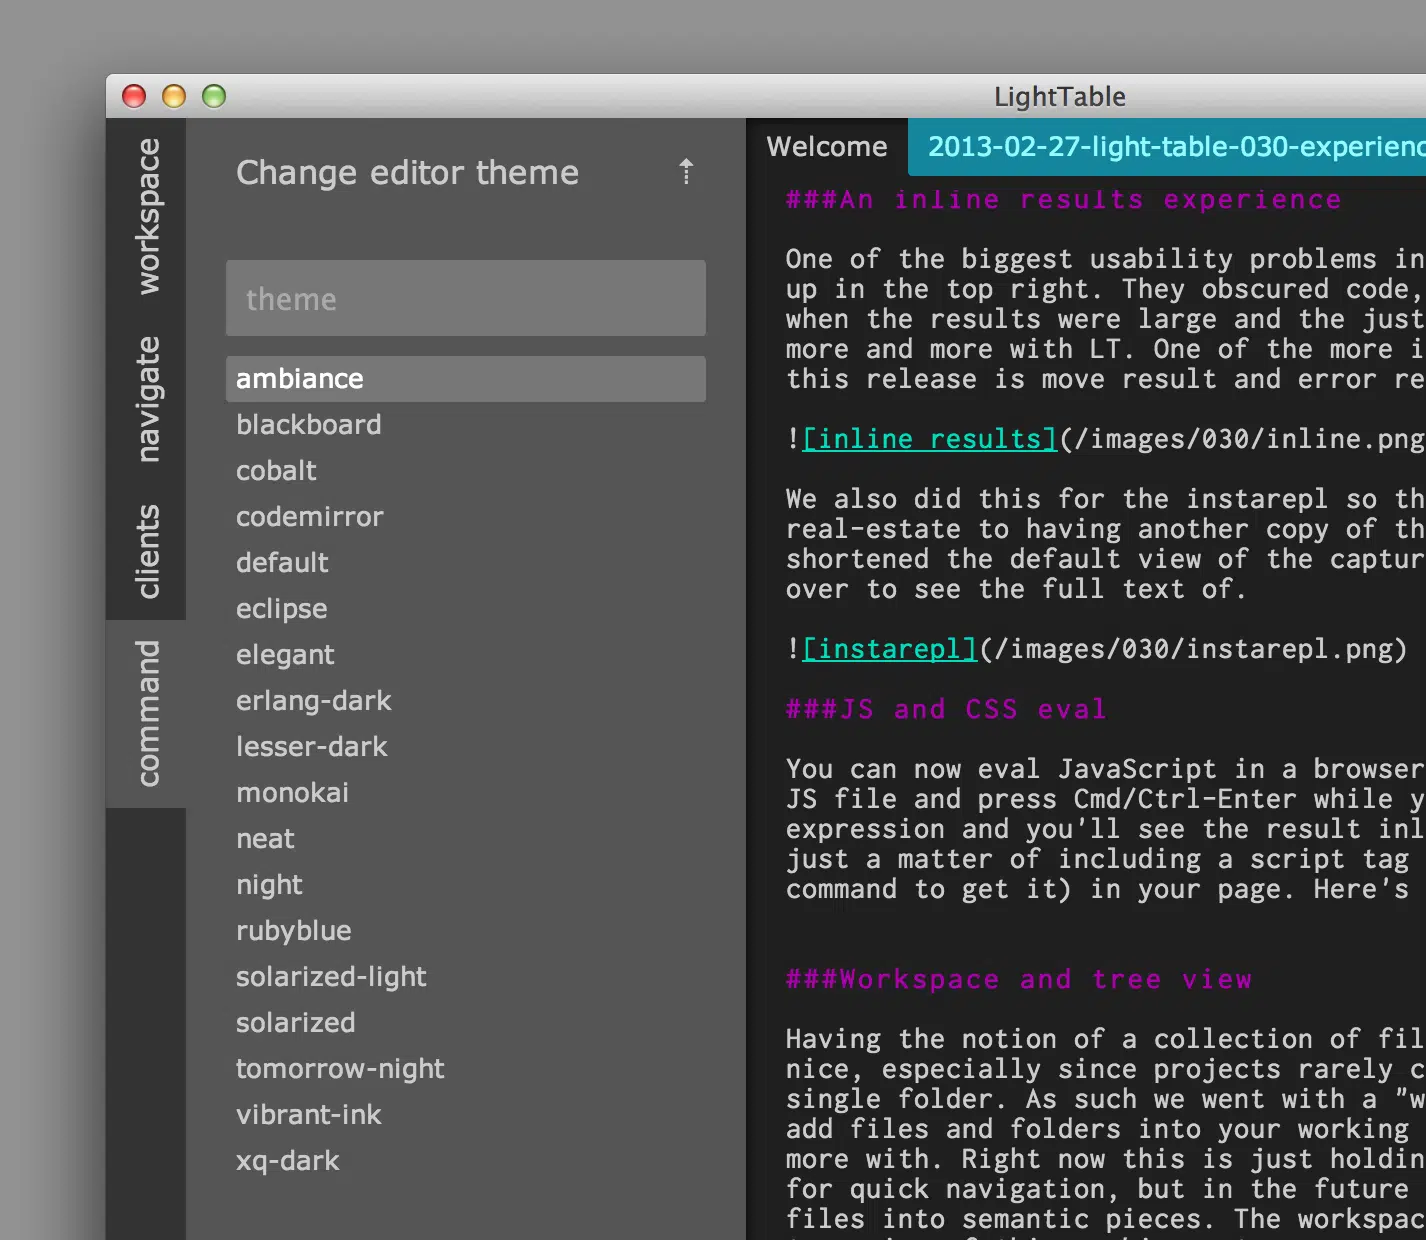 LightTable
workspace
navigate
clients
command
Change editor theme
theme
ambiance
blackboard
cobalt
codemirror
default
eclipse
elegant
erlang-dark
lesser-dark
monokai
neat
night
rubyblue
solarized-light
solarized
tomorrow-night
vibrant-ink
xq-dark
Welcome
2013-02-27-light-table-030-experienc
###An inline results experience
One of the biggest usability problems in
up in the top right. They obscured code,
when the results were large and the just
more and more with LT. One of the more i
this release is move result and error re
![inline results](/images/030/inline.png
We also did this for the instarepl so th
real-estate to having another copy of th
shortened the default view of the captur
over to see the full text of.
![instarepl](/images/030/instarepl.png)
###JS and CSS eval
You can now eval JavaScript in a browser
JS file and press Cmd/Ctrl-Enter while y
expression and you'll see the result inl
just a matter of including a script tag
command to get it) in your page. Here's
###Workspace and tree view
Having the notion of a collection of fil
nice, especially since projects rarely c
single folder. As such we went with a "w
add files and folders into your working
more with. Right now this is just holdin
for quick navigation, but in the future
files into semantic pieces. The workspac